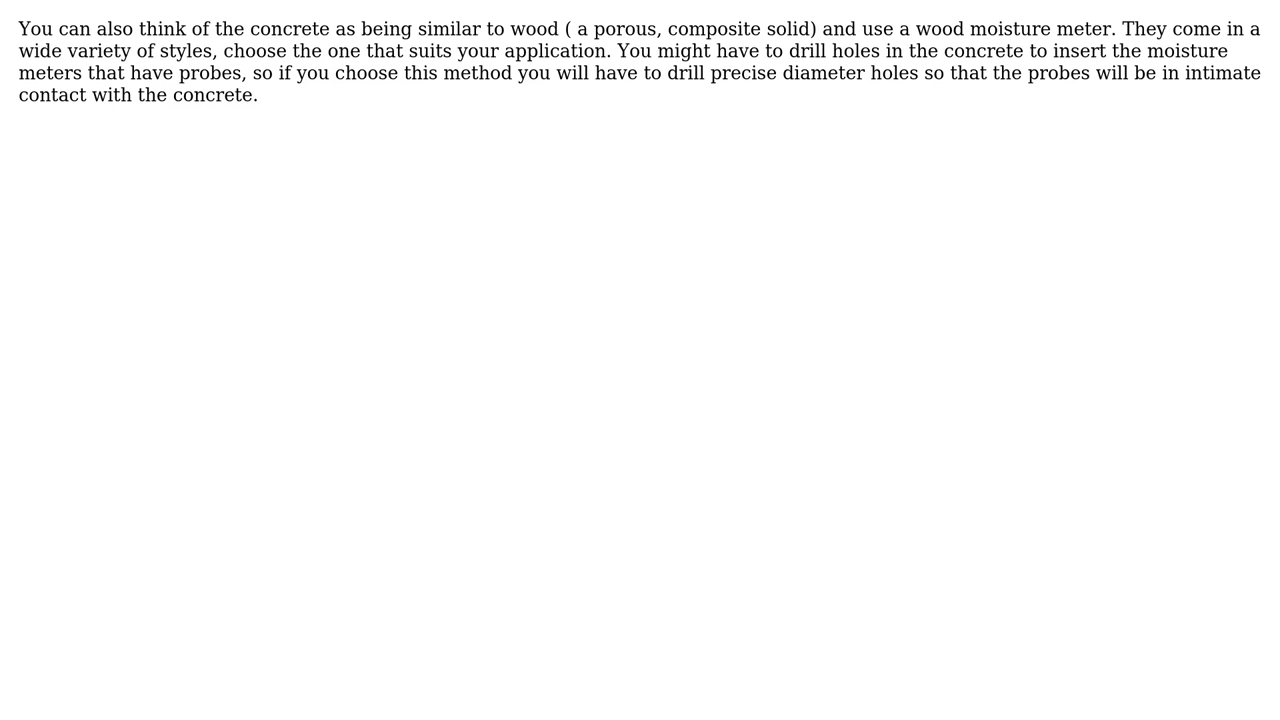 You can also think of the concrete as being similar to wood ( a porous, composite solid) and use a wood moisture meter. They come in a
wide variety of styles, choose the one that suits your application. You might have to drill holes in the concrete to insert the moisture
meters that have probes, so if you choose this method you will have to drill precise diameter holes so that the probes will be in intimate
contact with the concrete.